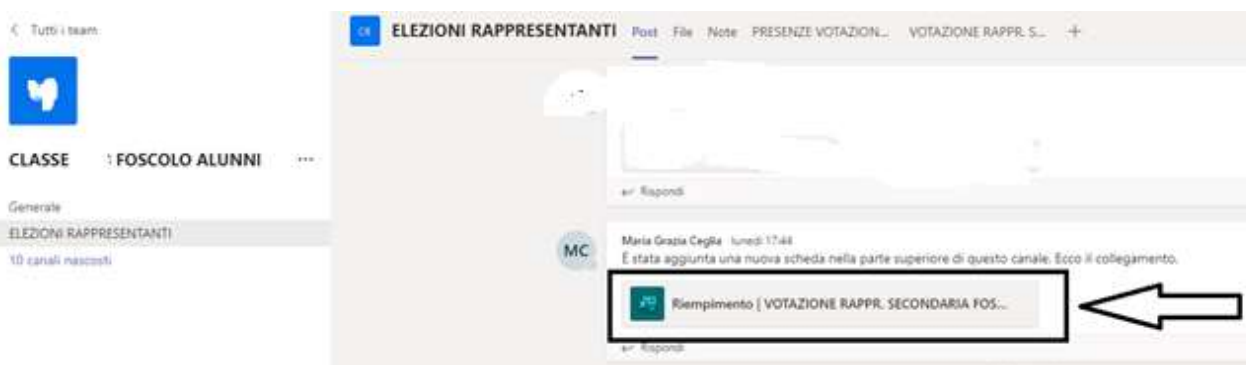 Tutti i team
CLASSE FOSCOLO ALUNNI ...
Generale
ELEZIONI RAPPRESENTANTI
10 canali nascosti
ELEZIONI RAPPRESENTANTI Post File Note PRESENZE VOTAZION... VOTAZIONE RAPPR. S... +
Rispondi
MC
Maria Grazia Ceglia lunedì 17:44
È stata aggiunta una nuova scheda nella parte superiore di questo canale. Ecco il collegamento.
Riempimento | VOTAZIONE RAPPR. SECONDARIA FOS...
Rispondi